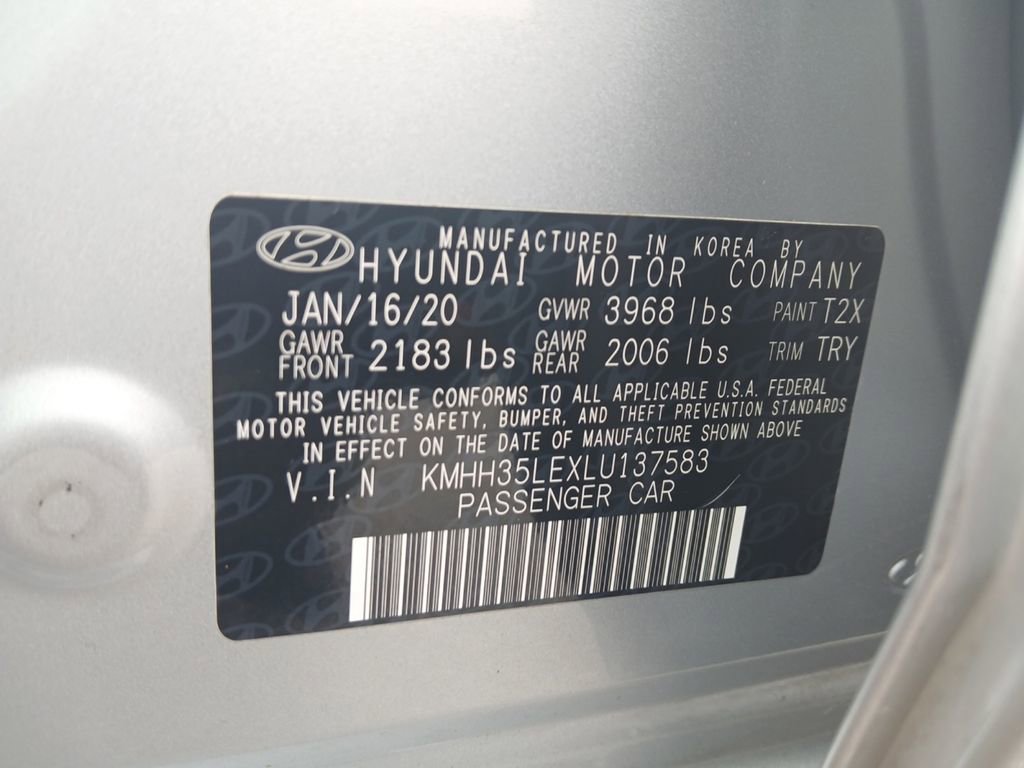 MANUFACTURED IN KOREA BY
HYUNDAI MOTOR COMPANY
JAN/16/20 GVWR 3968 lbs PAINT T2X
GAWR FRONT 2183 lbs GAWR REAR 2006 lbs TRIM TRY
THIS VEHICLE CONFORMS TO ALL APPLICABLE U.S.A. FEDERAL
MOTOR VEHICLE SAFETY, BUMPER, AND THEFT PREVENTION STANDARDS
IN EFFECT ON THE DATE OF MANUFACTURE SHOWN ABOVE
V.I.N KMHH35LEXLU137583
PASSENGER CAR